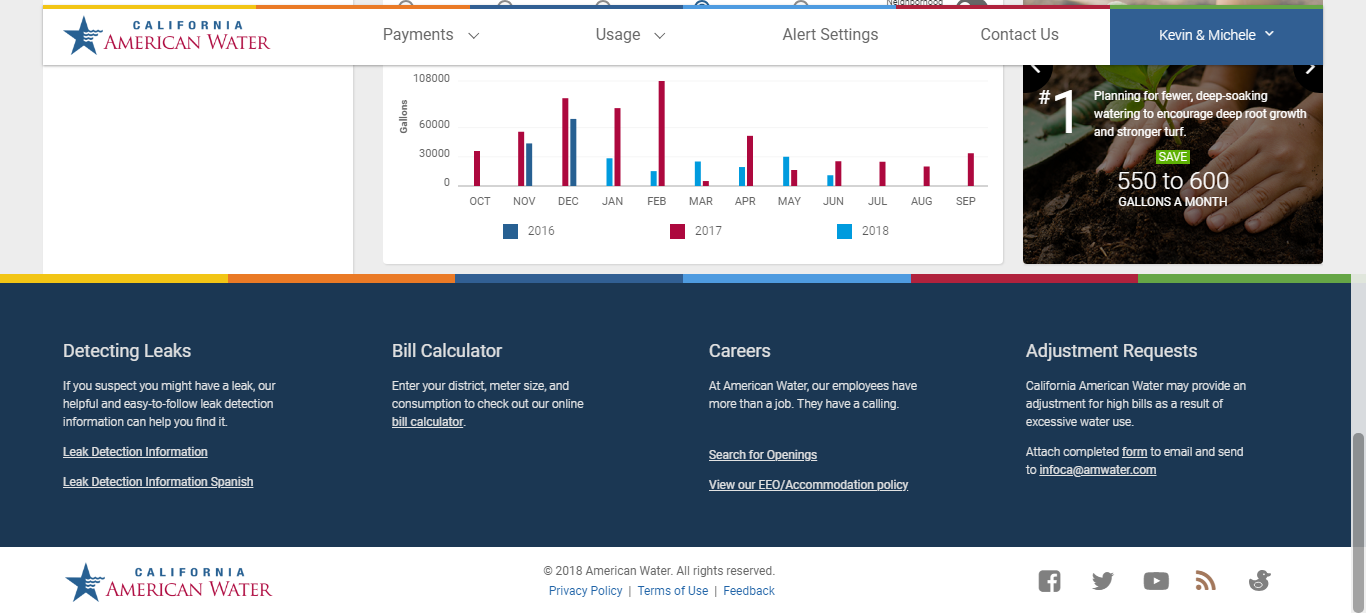 Neighborhood
CALIFORNIA
AMERICAN WATER
Payments
Usage
Alert Settings
Contact Us
Kevin & Michele
108000
60000
30000
0
Gallons
OCT NOV DEC JAN FEB MAR APR MAY JUN JUL AUG SEP
2016 2017 2018
#1
Planning for fewer, deep-soaking
watering to encourage deep root growth
and stronger turf.
SAVE
550 to 600
GALLONS A MONTH
Detecting Leaks
If you suspect you might have a leak, our
helpful and easy-to-follow leak detection
information can help you find it.
Leak Detection Information
Leak Detection Information Spanish
Bill Calculator
Enter your district, meter size, and
consumption to check out our online
bill calculator.
Careers
At American Water, our employees have
more than a job. They have a calling.
Search for Openings
View our EEO/Accommodation policy
Adjustment Requests
California American Water may provide an
adjustment for high bills as a result of
excessive water use.
Attach completed form to email and send
to infoca@amwater.com
CALIFORNIA
AMERICAN WATER
© 2018 American Water. All rights reserved.
Privacy Policy | Terms of Use | Feedback